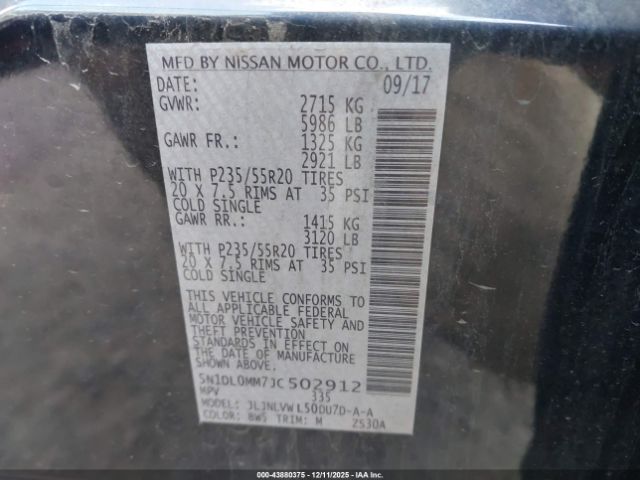 MFD BY NISSAN MOTOR CO., LTD.
DATE: 09/17
GVWR: 2715 KG
5986 LB
GAWR FR.: 1325 KG
2921 LB
WITH P235/55R20 TIRES
20 X 7.5 RIMS AT 35 PSI
COLD SINGLE
GAWR RR.: 1415 KG
3120 LB
WITH P235/55R20 TIRES
20 X 7.5 RIMS AT 35 PSI
COLD SINGLE
THIS VEHICLE CONFORMS TO
ALL APPLICABLE FEDERAL
MOTOR VEHICLE SAFETY AND
THEFT PREVENTION
STANDARDS IN EFFECT ON
THE DATE OF MANUFACTURE
SHOWN ABOVE.
5N1DL0MM7JC502912
MPV 335
MODEL: JLJNLVWL50DU7D-A-A
COLOR: BW5 TRIM: M ZS30A
000-43880375 - 12/11/2025 - IAAI.com